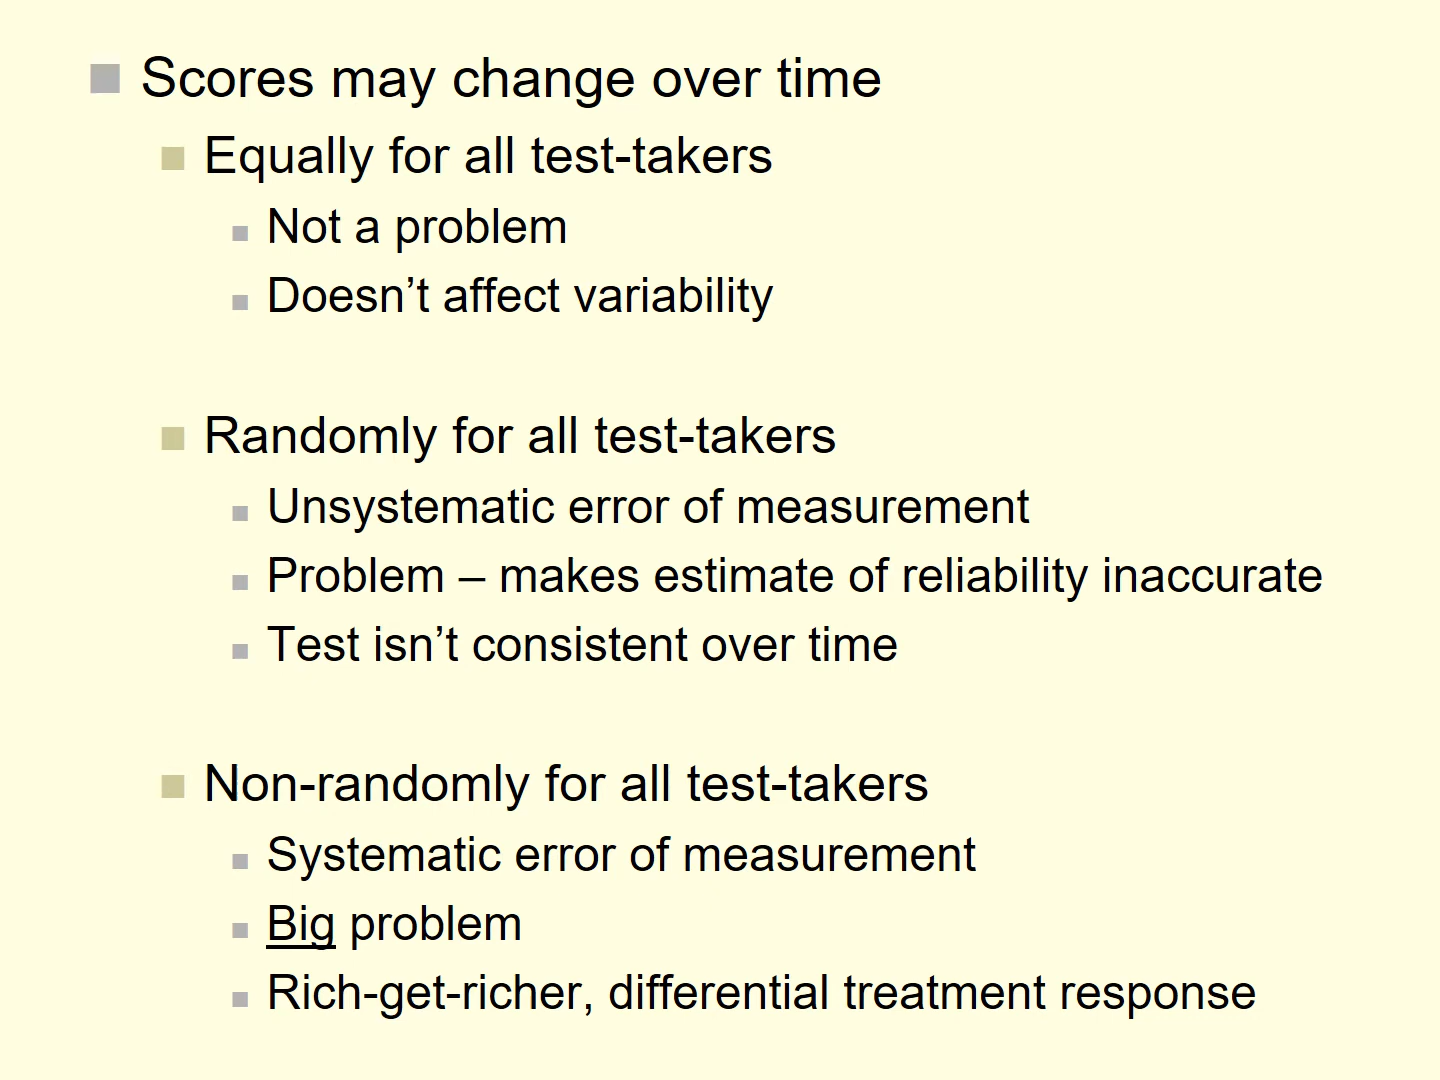 Scores may change over time
Equally for all test-takers
Not a problem
Doesn’t affect variability
Randomly for all test-takers
Unsystematic error of measurement
Problem – makes estimate of reliability inaccurate
Test isn’t consistent over time
Non-randomly for all test-takers
Systematic error of measurement
Big problem
Rich-get-richer, differential treatment response